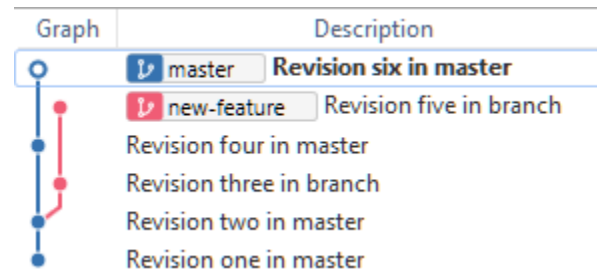 Graph Description
master Revision six in master
new-feature Revision five in branch
Revision four in master
Revision three in branch
Revision two in master
Revision one in master